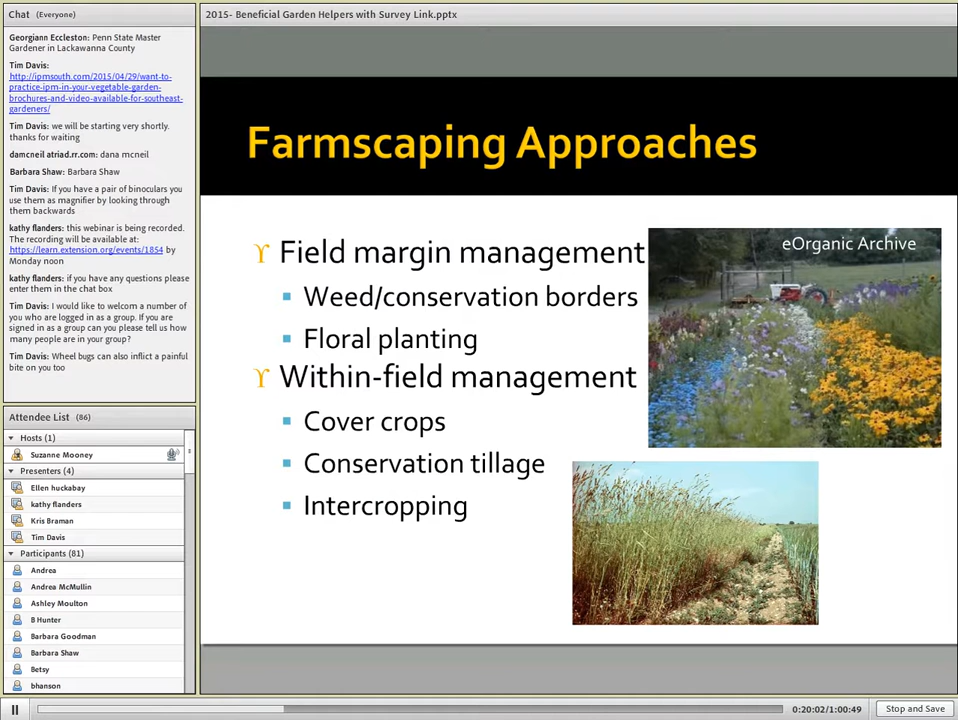 Chat (Everyone)
Georgiann Eccleston: Penn State Master
Gardener in Lackawanna County
Tim Davis:
http://ipmsouth.com/2015/04/29/want-to-
practice-ipm-in-your-vegetable-garden-
brochures-and-video-available-for-southeast-
gardeners/
Tim Davis: we will be starting very shortly.
thanks for waiting
damcneil atriad.rr.com: dana mcneil
Barbara Shaw: Barbara Shaw
Tim Davis: If you have a pair of binoculars you
use them as magnifier by looking through
them backwards
kathy flanders: this webinar is being recorded.
The recording will be available at:
https://learn.extension.org/events/1854 by
Monday noon
kathy flanders: if you have any questions please
enter them in the chat box
Tim Davis: I would like to welcome a number of
you who are logged in as a group. If you are
signed in as a group can you please tell us how
many people are in your group?
Tim Davis: Wheel bugs can also inflict a painful
bite on you too
Attendee List (86)
Hosts (1)
Suzanne Mooney
Presenters (4)
Ellen huckabay
kathy flanders
Kris Braman
Tim Davis
Participants (81)
Andrea
Andrea McMullin
Ashley Moulton
B Hunter
Barbara Goodman
Barbara Shaw
Betsy
bhanson
2015- Beneficial Garden Helpers with Survey Link.pptx
Farmscaping Approaches
Field margin management
Weed/conservation borders
Floral planting
Within-field management
Cover crops
Conservation tillage
Intercropping
eOrganic Archive
0:20:02/1:00:49
Stop and Save